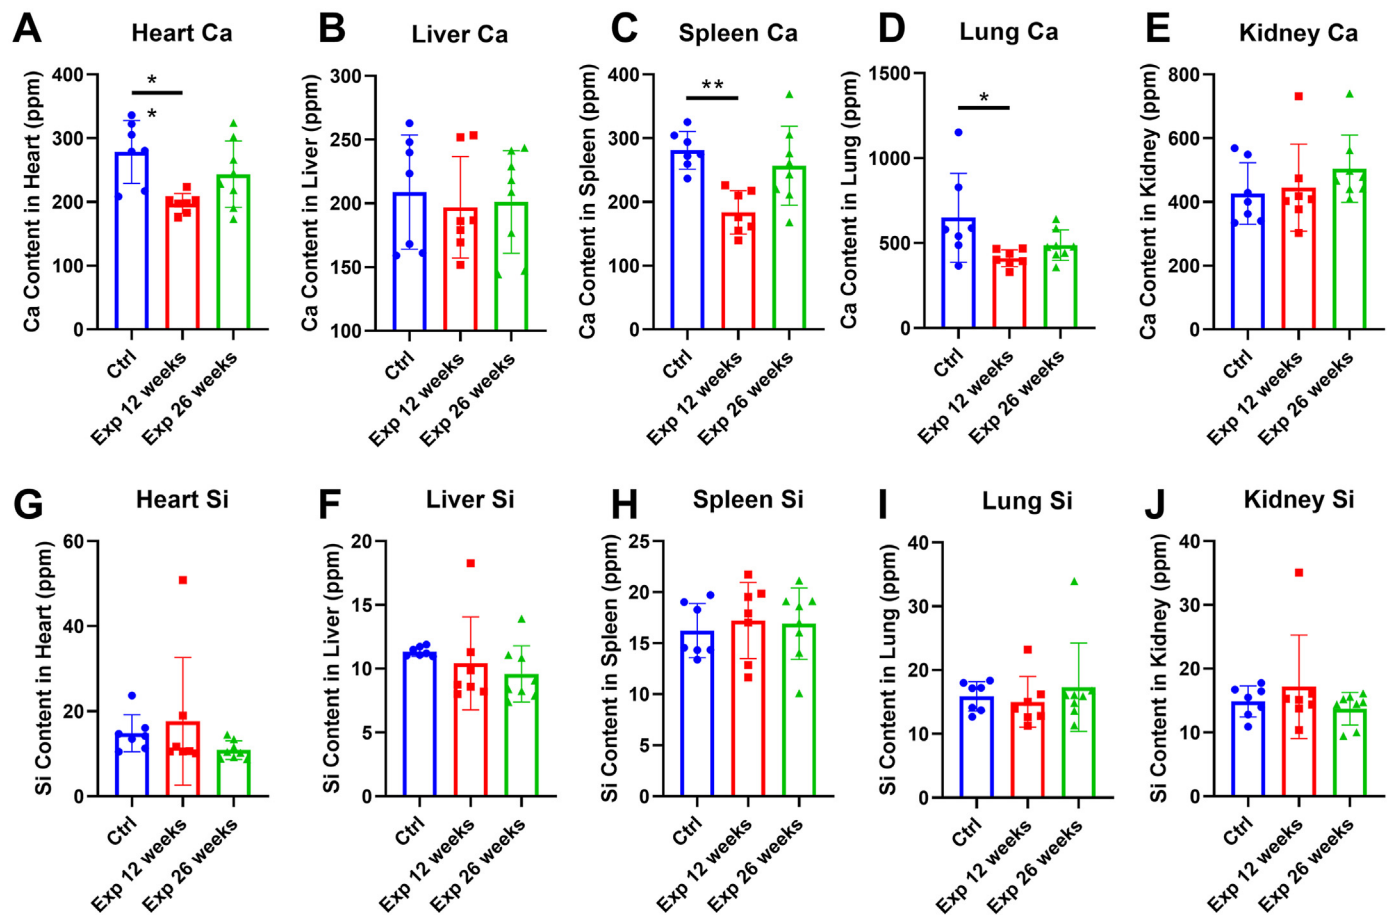 A Heart Ca
Ca Content in Heart (ppm)
400
300
200
100
0
*
*
Ctrl
Exp 12 weeks
Exp 26 weeks
B Liver Ca
Ca Content in Liver (ppm)
300
250
200
150
100
Ctrl
Exp 12 weeks
Exp 26 weeks
C Spleen Ca
Ca Content in Spleen (ppm)
400
300
200
100
0
**
Ctrl
Exp 12 weeks
Exp 26 weeks
D Lung Ca
Ca Content in Lung (ppm)
1500
1000
500
0
*
Ctrl
Exp 12 weeks
Exp 26 weeks
E Kidney Ca
Ca Content in Kidney (ppm)
800
600
400
200
0
Ctrl
Exp 12 weeks
Exp 26 weeks
G Heart Si
Si Content in Heart (ppm)
60
40
20
0
Ctrl
Exp 12 weeks
Exp 26 weeks
F Liver Si
Si Content in Liver (ppm)
20
15
10
5
0
Ctrl
Exp 12 weeks
Exp 26 weeks
H Spleen Si
Si Content in Spleen (ppm)
25
20
15
10
5
0
Ctrl
Exp 12 weeks
Exp 26 weeks
I Lung Si
Si Content in Lung (ppm)
40
30
20
10
0
Ctrl
Exp 12 weeks
Exp 26 weeks
J Kidney Si
Si Content in Kidney (ppm)
40
30
20
10
0
Ctrl
Exp 12 weeks
Exp 26 weeks